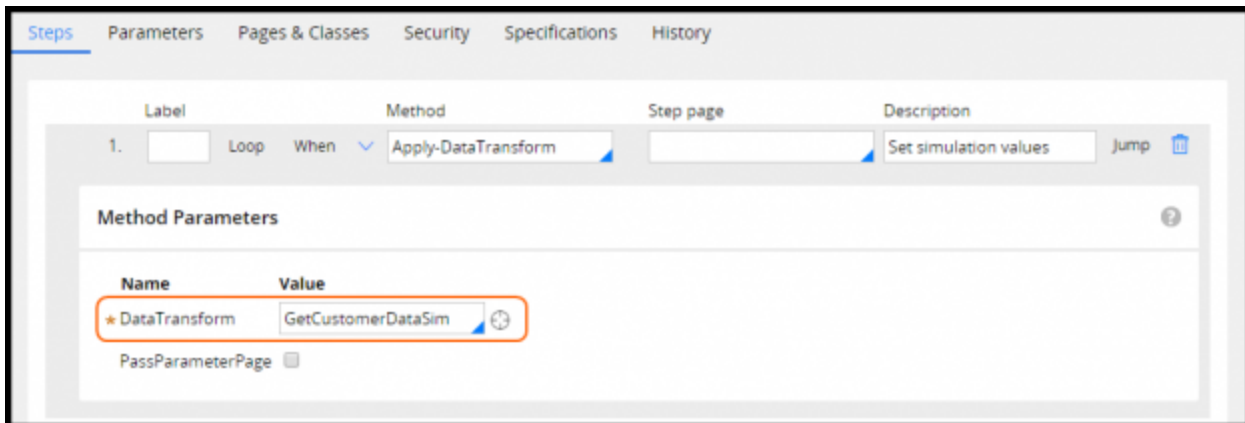 Steps Parameters Pages & Classes Security Specifications History
Label Method Step page Description
1. Loop When Apply-DataTransform Set simulation values Jump
Method Parameters
Name Value
★ DataTransform GetCustomerDataSim
PassParameterPage